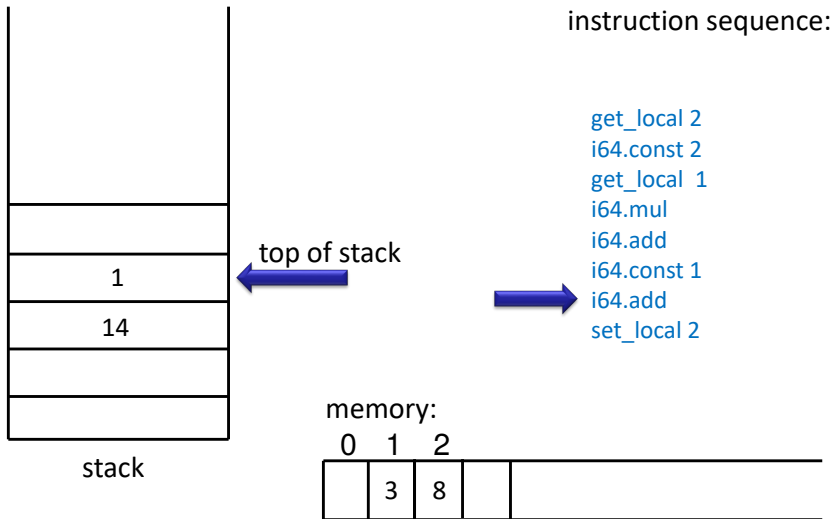 instruction sequence:
get_local 2
i64.const 2
get_local 1
i64.mul
i64.add
i64.const 1
i64.add
set_local 2
top of stack
1
14
stack
memory:
0 1 2
3 8